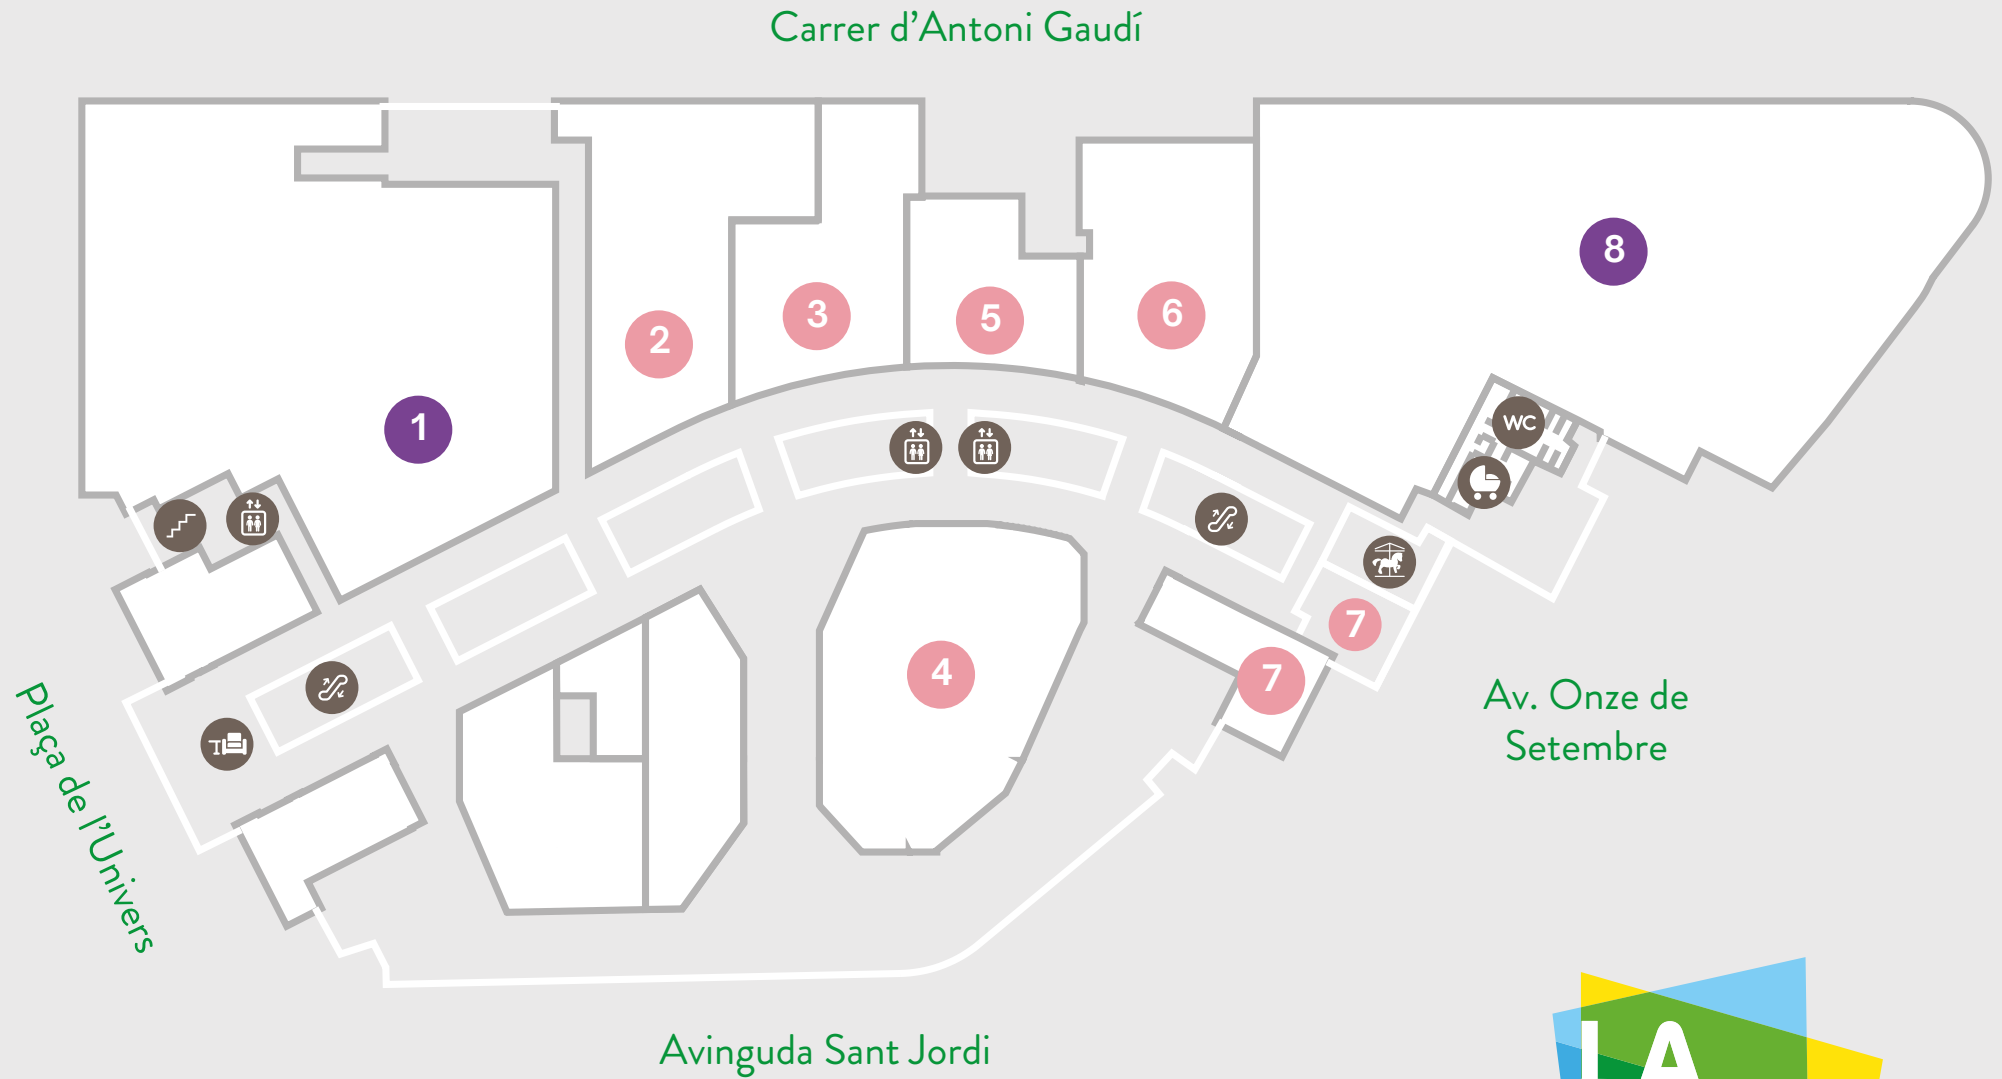 Carrer d'Antoni Gaudí
8
3
5
6
2
1
WC
7
4
7
Plaça de l'Univers
Av. Onze de
Setembre
Avinguda Sant Jordi
LA